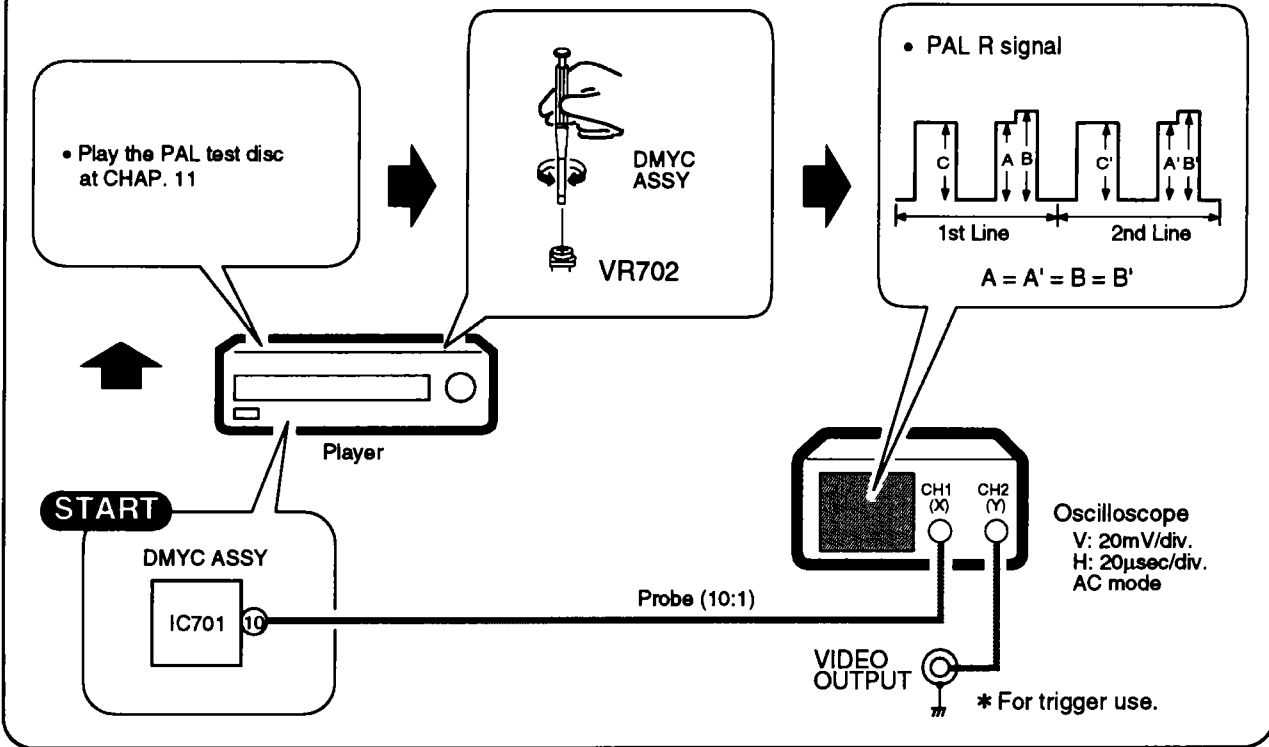 • Play the PAL test disc
at CHAP. 11
DMYC
ASSY
VR702
• PAL R signal
C A B C' A' B'
1st Line 2nd Line
A = A' = B = B'
Player
START
DMYC ASSY
IC701 10
Probe (10:1)
CH1
(X)
CH2
(Y)
Oscilloscope
V: 20mV/div.
H: 20μsec/div.
AC mode
VIDEO
OUTPUT
* For trigger use.